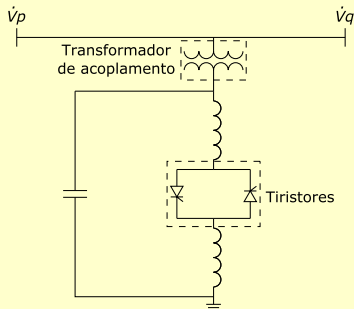 V̇p
V̇q
Transformador
de acoplamento
Tiristores